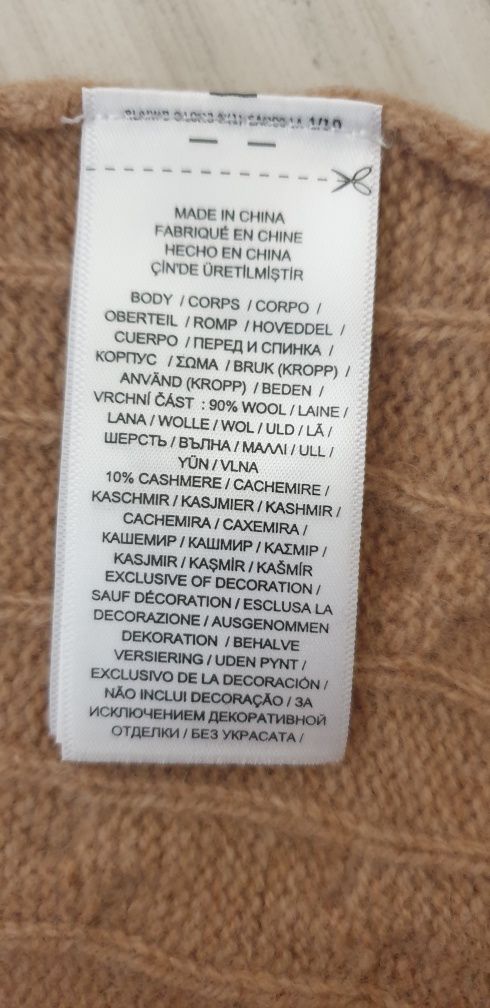 1/10
MADE IN CHINA
FABRIQUÉ EN CHINE
HECHO EN CHINA
ÇİN'DE ÜRETİLMİŞTİR
BODY / CORPS / CORPO /
OBERTEIL / ROMP / HOVEDDEL /
CUERPO / ПЕРЕД И СПИНКА /
КОРПУС / ΣΩΜΑ / BRUK (KROPP) /
ANVÄND (KROPP) / BEDEN /
VRCHNÍ ČÁST : 90% WOOL / LAINE /
LANA / WOLLE / WOL / ULD / LÃ /
ШЕРСТЬ / ВЪЛНА / ΜΑΛΛΙ / ULL /
YÜN / VLNA
10% CASHMERE / CACHEMIRE /
KASCHMIR / KASJMIER / KASHMIR /
CACHEMIRA / CAXEMIRA /
КАШЕМИР / КАШМИР / ΚΑΣΜΙΡ /
KASJMIR / KAŞMİR / KAŠMÍR
EXCLUSIVE OF DECORATION /
SAUF DÉCORATION / ESCLUSA LA
DECORAZIONE / AUSGENOMMEN
DEKORATION / BEHALVE
VERSIERING / UDEN PYNT /
EXCLUSIVO DE LA DECORACIÓN /
NÃO INCLUI DECORAÇÃO / ЗА
ИСКЛЮЧЕНИЕМ ДЕКОРАТИВНОЙ
ОТДЕЛКИ / БЕЗ УКРАСАТА /